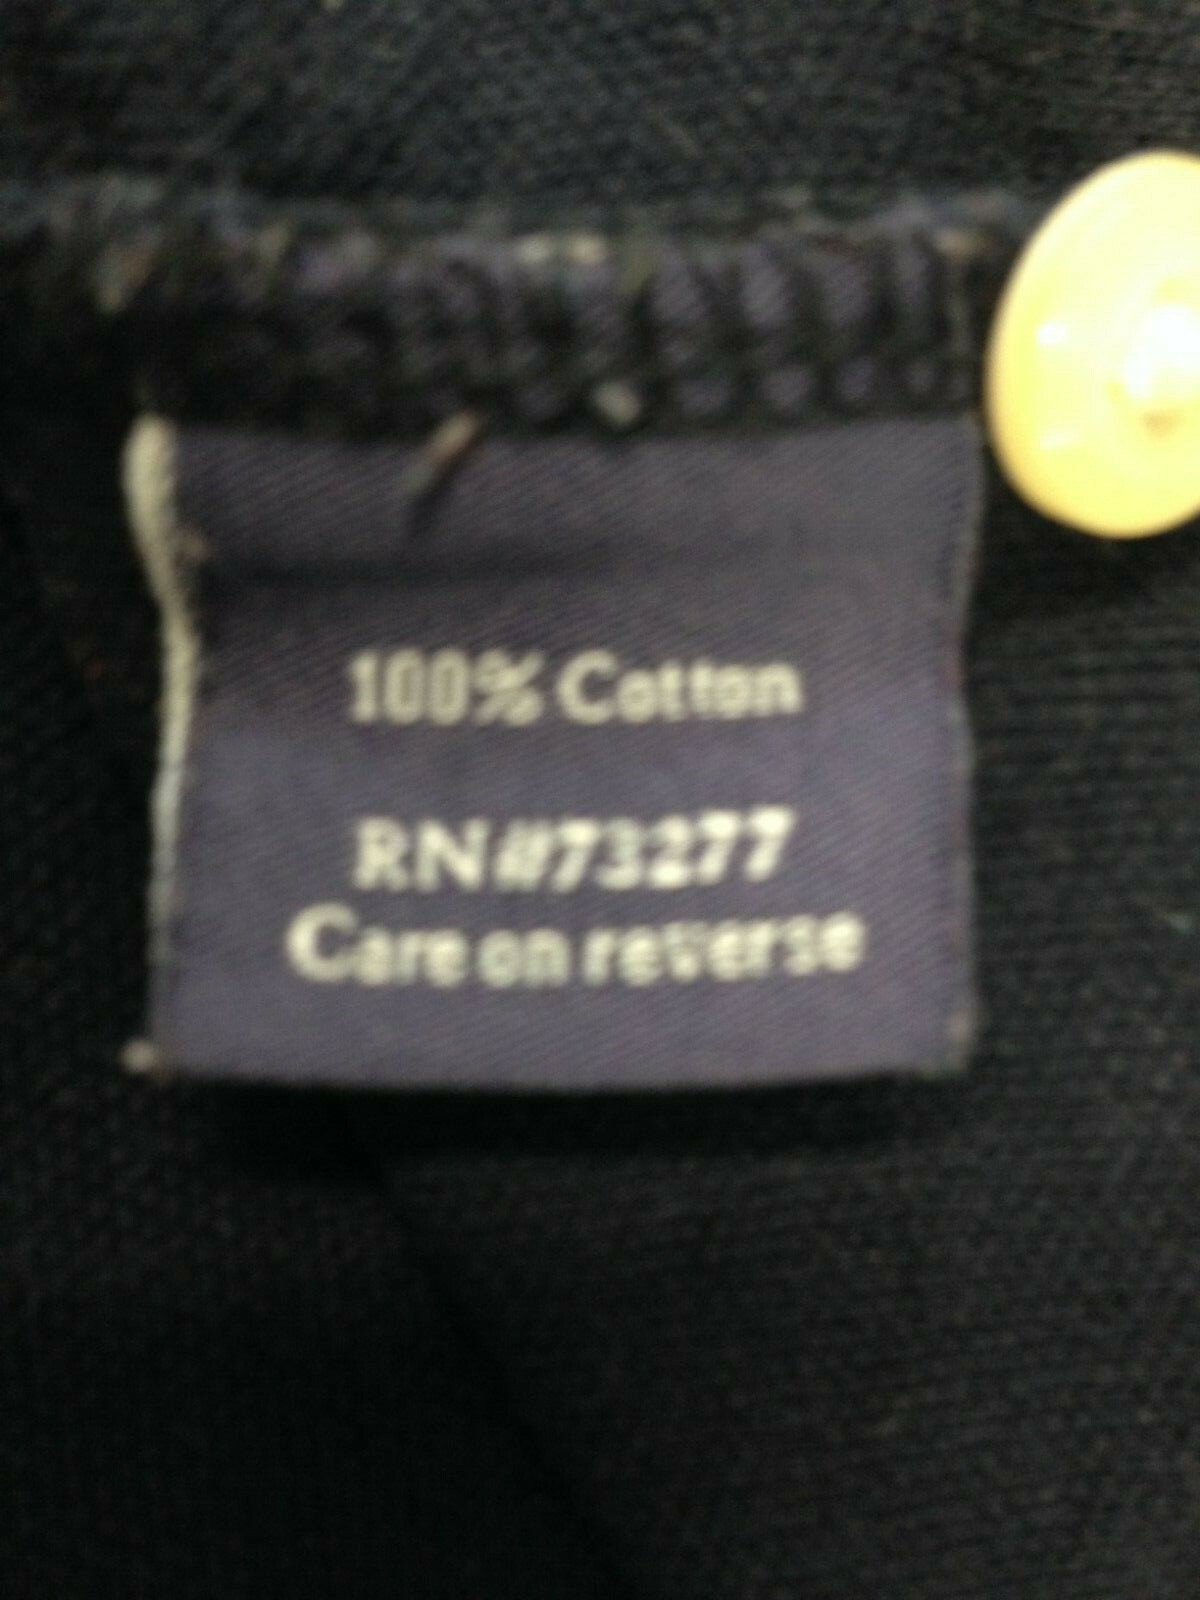 100% Cotton
RN#73277
Care on reverse